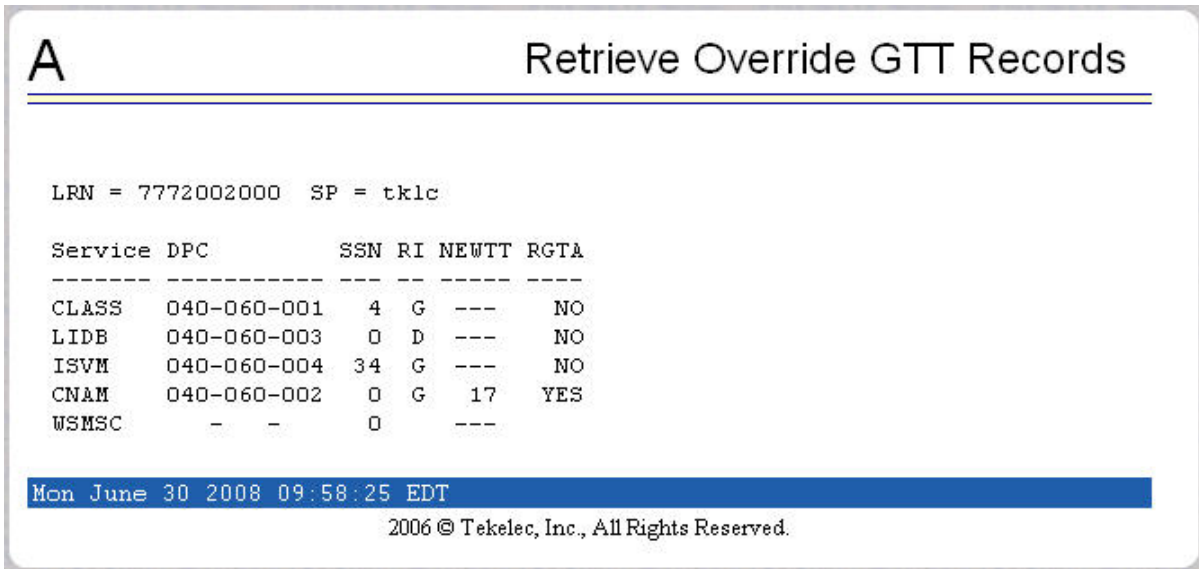 A
Retrieve Override GTT Records
LRN = 7772002000  SP = tklc
Service DPC         SSN RI NEWTT RGTA
------- ----------- --- -- ----- ----
CLASS   040-060-001   4  G  ---    NO
LIDB    040-060-003   0  D  ---    NO
ISVM    040-060-004  34  G  ---    NO
CNAM    040-060-002   0  G   17   YES
WSMSC      -   -      0     ---
Mon June 30 2008 09:58:25 EDT
2006 © Tekelec, Inc., All Rights Reserved.